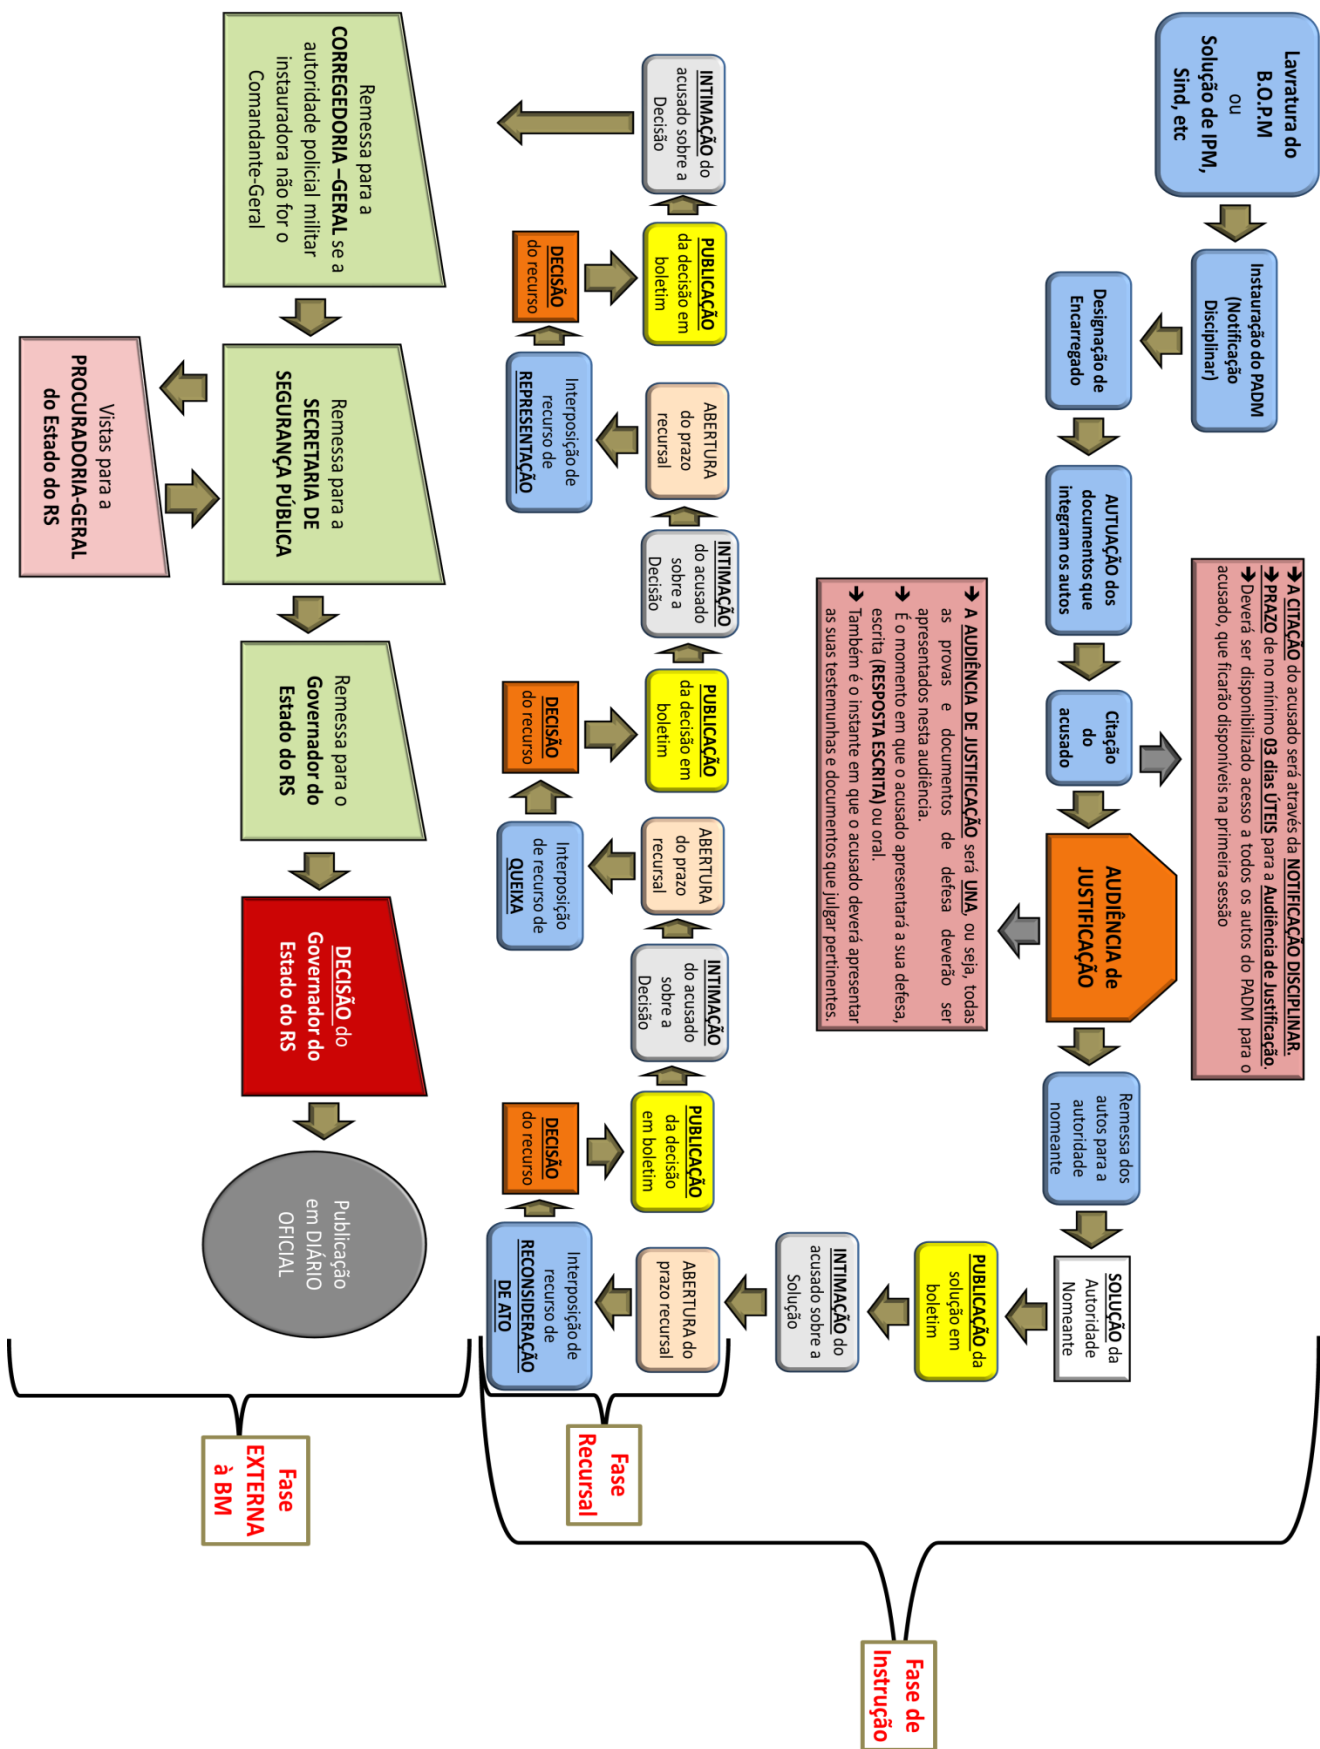 Lavratura do
B.O.P.M
ou
Solução de IPM,
Sind, etc
Instauração do PADM
(Notificação
Disciplinar)
Designação de
Encarregado
AUTUAÇÃO dos
documentos que
integram os autos
Citação
do
acusado
➔ A CITAÇÃO do acusado será através da NOTIFICAÇÃO DISCIPLINAR.
➔ PRAZO de no mínimo 03 dias ÚTEIS para a Audiência de Justificação.
➔ Deverá ser disponibilizado acesso a todos os autos do PADM para o
acusado, que ficarão disponíveis na primeira sessão
AUDIÊNCIA de
JUSTIFICAÇÃO
➔ A AUDIÊNCIA DE JUSTIFICAÇÃO será UNA, ou seja, todas
as provas e documentos de defesa deverão ser
apresentados nesta audiência.
➔ É o momento em que o acusado apresentará a sua defesa,
escrita (RESPOSTA ESCRITA) ou oral.
➔ Também é o instante em que o acusado deverá apresentar
as suas testemunhas e documentos que julgar pertinentes.
Remessa dos
autos para a
autoridade
nomeante
SOLUÇÃO da
Autoridade
Nomeante
PUBLICAÇÃO da
solução em
boletim
INTIMAÇÃO do
acusado sobre a
Solução
ABERTURA do
prazo recursal
Interposição de
recurso de
RECONSIDERAÇÃO
DE ATO
DECISÃO
do recurso
PUBLICAÇÃO
da decisão
em boletim
INTIMAÇÃO
do acusado
sobre a
Decisão
ABERTURA
do prazo
recursal
Interposição
de recurso de
QUEIXA
DECISÃO
do recurso
PUBLICAÇÃO
da decisão em
boletim
INTIMAÇÃO
do acusado
sobre a
Decisão
ABERTURA
do prazo
recursal
Interposição de
recurso de
REPRESENTAÇÃO
DECISÃO
do recurso
PUBLICAÇÃO
da decisão em
boletim
INTIMAÇÃO do
acusado sobre a
Decisão
Remessa para a
CORREGEDORIA –GERAL se a
autoridade policial militar
instauradora não for o
Comandante-Geral
Remessa para a
SECRETARIA DE
SEGURANÇA PÚBLICA
Vistas para a
PROCURADORIA-GERAL
do Estado do RS
Remessa para o
Governador do
Estado do RS
DECISÃO do
Governador do
Estado do RS
Publicação
em DIÁRIO
OFICIAL
Fase de
Instrução
Fase
Recursal
Fase
EXTERNA
à BM